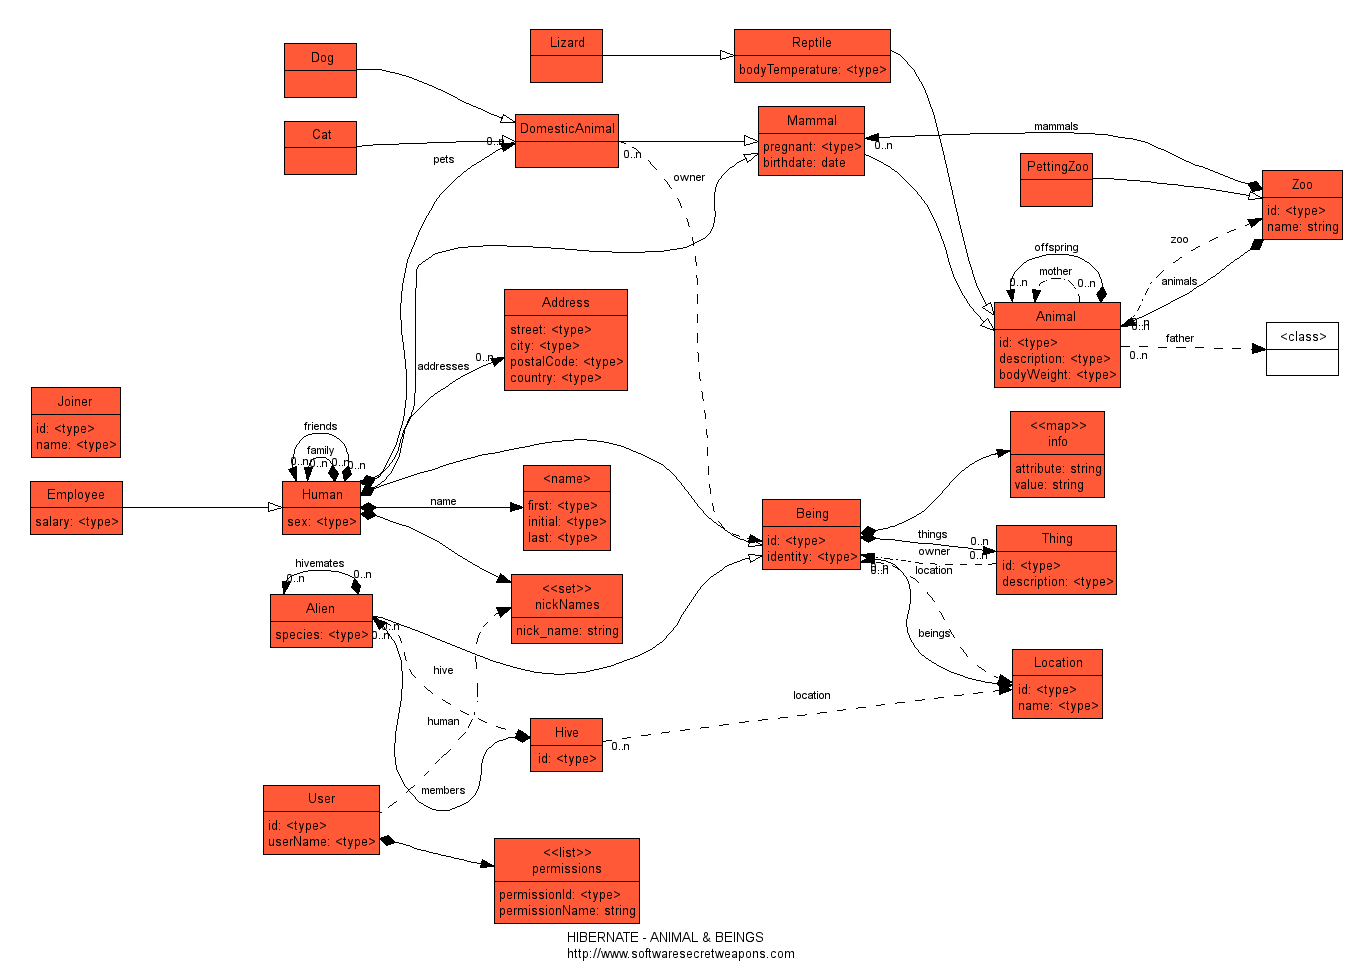 Dog
Lizard
Reptile
bodyTemperature: <type>
Cat
0..n
DomesticAnimal
0..n
pets
owner
Mammal
pregnant: <type>
birthdate: date
0..n
mammals
PettingZoo
Zoo
id: <type>
name: string
zoo
animals
offspring
mother
0..n
0..n
Animal
id: <type>
description: <type>
bodyWeight: <type>
0..n
0..n
0..n
father
<class>
Address
street: <type>
city: <type>
postalCode: <type>
country: <type>
0..n
addresses
Joiner
id: <type>
name: <type>
friends
family
0..n
0..n
0..n
0..n
Employee
salary: <type>
Human
sex: <type>
name
<name>
first: <type>
initial: <type>
last: <type>
<<map>>
info
attribute: string
value: string
Being
id: <type>
identity: <type>
things
0..n
owner
0..n
location
0..n
0..n
Thing
id: <type>
description: <type>
hivemates
0..n
0..n
Alien
species: <type>
0..n
0..n
<<set>>
nickNames
nick_name: string
beings
Location
id: <type>
name: <type>
hive
human
location
Hive
id: <type>
0..n
members
User
id: <type>
userName: <type>
<<list>>
permissions
permissionId: <type>
permissionName: string
HIBERNATE - ANIMAL & BEINGS
http://www.softwaresecretweapons.com